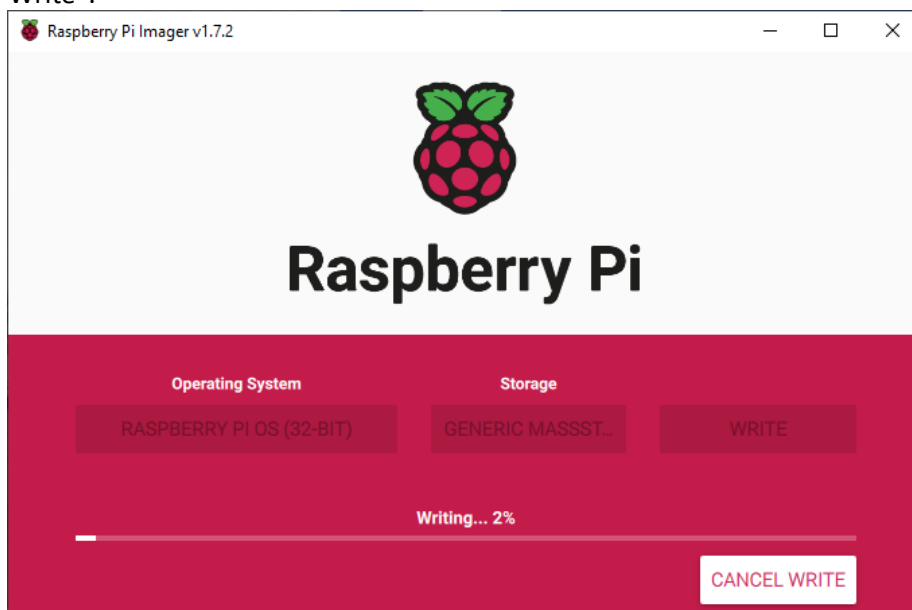 Raspberry Pi Imager v1.7.2
Raspberry Pi
Operating System
Storage
RASPBERRY PI OS (32-BIT)
GENERIC MASSST...
WRITE
Writing... 2%
CANCEL WRITE